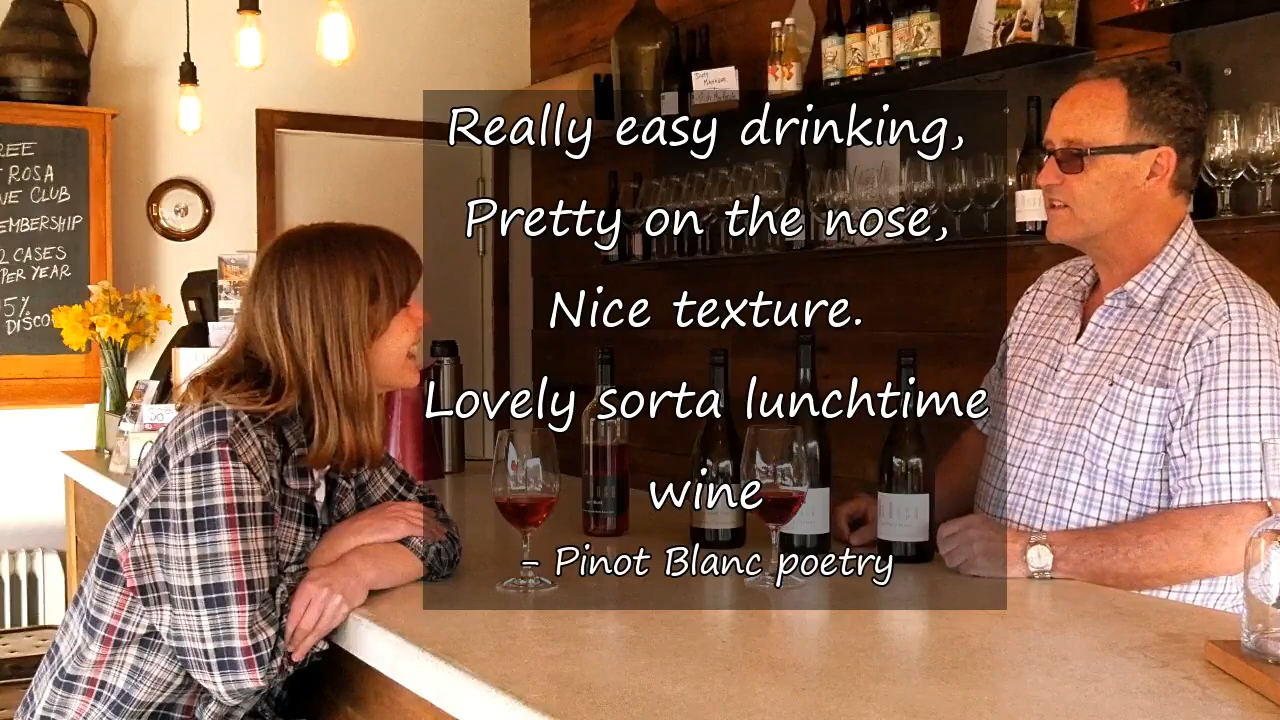 Really easy drinking,
Pretty on the nose,
Nice texture.
Lovely sorta lunchtime
wine
- Pinot Blanc poetry
REE
ROSA
NE CLUB
EMBERSHIP
2 CASES
PER YEAR
5%
DISCO